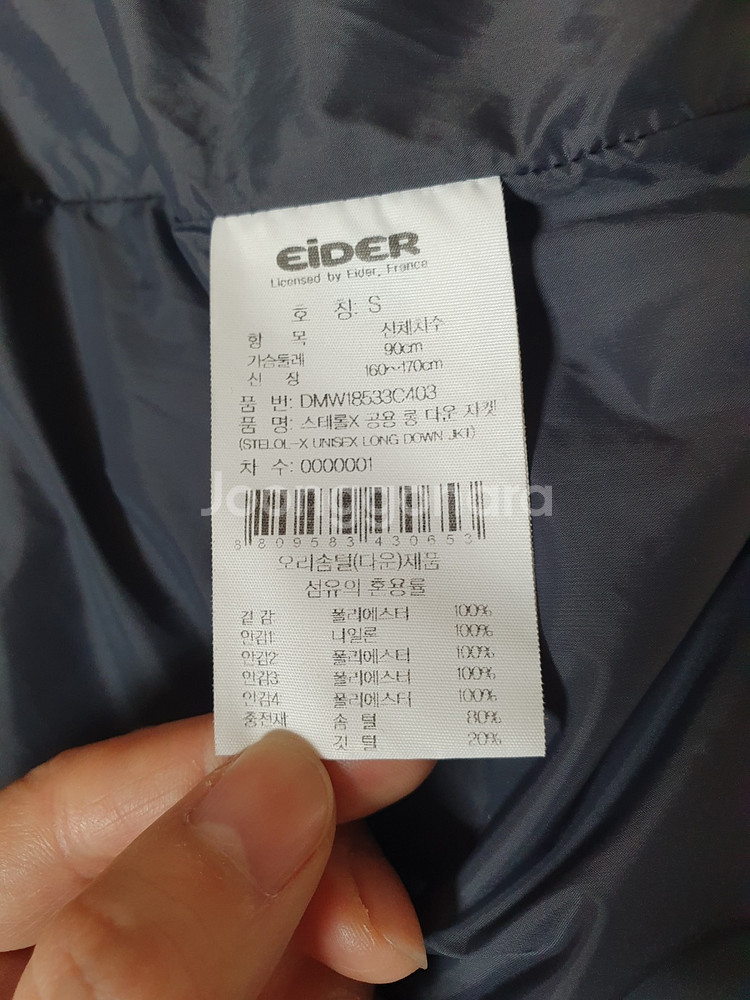 EiDER
Licensed by Eider, France
호 칭: S
항 목 신체치수
가슴둘레 90cm
신 장 160~170cm
품 번: DMW18533C403
품 명: 스테롤X 공용 롱 다운 자켓
(STELOL-X UNISEX LONG DOWN JKT)
차 수: 0000001
Joonggonara
8 809583 430653
오리솜털(다운)제품
섬유의 혼용률
겉감 폴리에스터 100%
안감1 나일론 100%
안감2 폴리에스터 100%
안감3 폴리에스터 100%
안감4 폴리에스터 100%
충전재 솜 털 80%
깃 털 20%